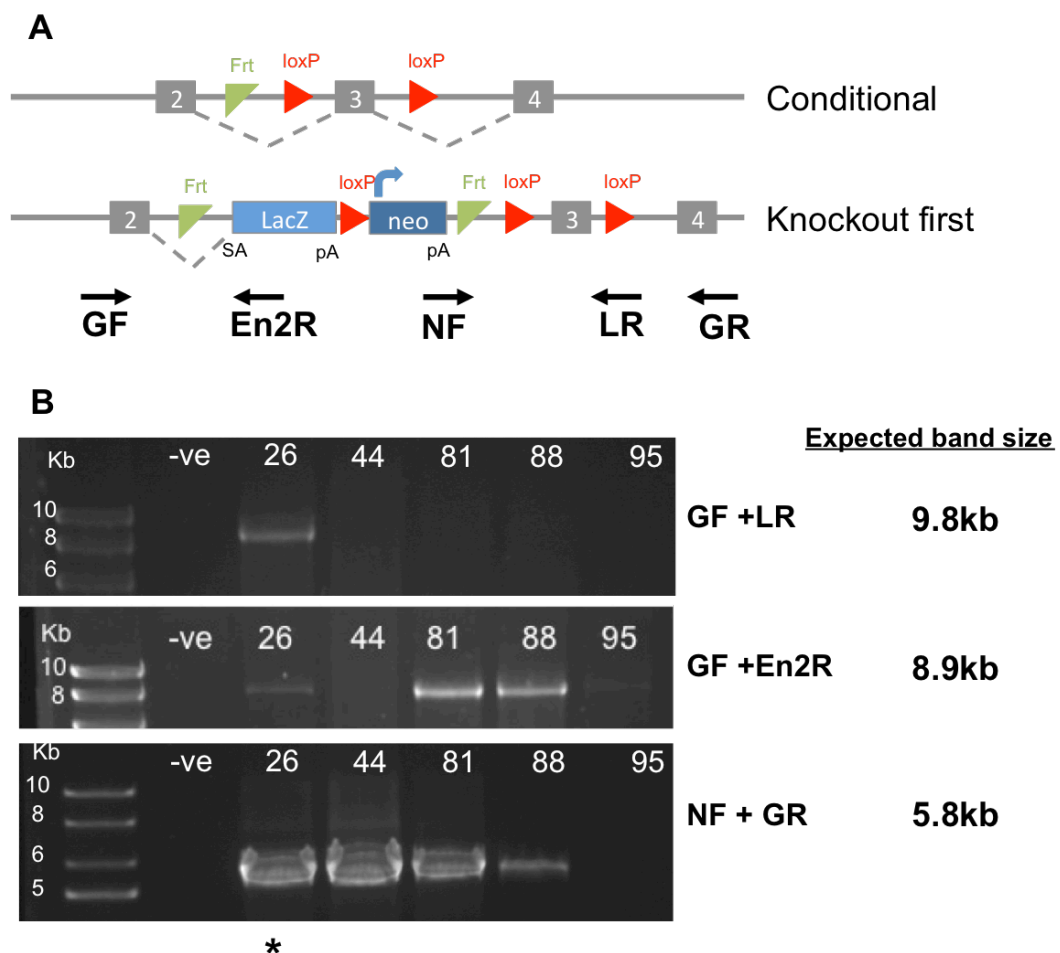 A
Frt loxP loxP
2 3 4 Conditional
Frt loxP Frt loxP loxP
2 LacZ neo 3 4 Knockout first
SA pA pA
GF En2R NF LR GR
B
Expected band size
Kb -ve 26 44 81 88 95
10
8
6
GF +LR 9.8kb
Kb -ve 26 44 81 88 95
10
8
GF +En2R 8.9kb
Kb -ve 26 44 81 88 95
10
8
6
5
NF + GR 5.8kb
*